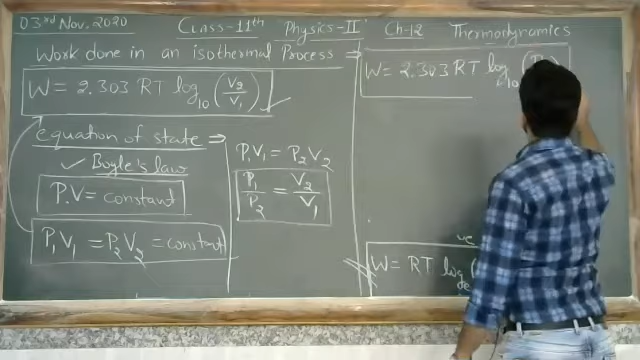 03rd Nov. 2020 Class-11th Physics-II Ch-12 Thermodynamics
Work done in an isothermal Process ⇒
W = 2.303 RT log₁₀ (V₂/V₁) ✓
equation of state ⇒
✓ Boyle's law
P.V = constant
P₁V₁ = P₂V₂ = constant
P₁V₁ = P₂V₂
P₁/P₂ = V₂/V₁
W = 2.303 RT log₁₀ (P
W = RT log